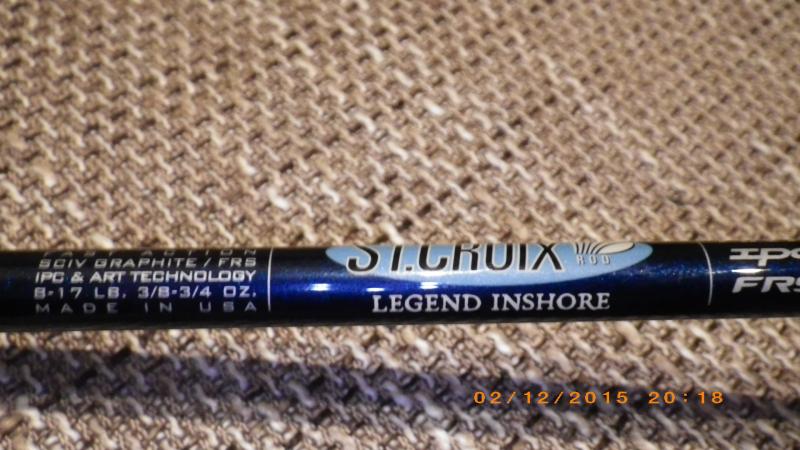 SCIV GRAPHITE / FRS
IPC & ART TECHNOLOGY
8-17 LB. 3/8-3/4 OZ.
MADE IN USA
ST.CROIX
ROD
LEGEND INSHORE
FRS
02/12/2015 20:18